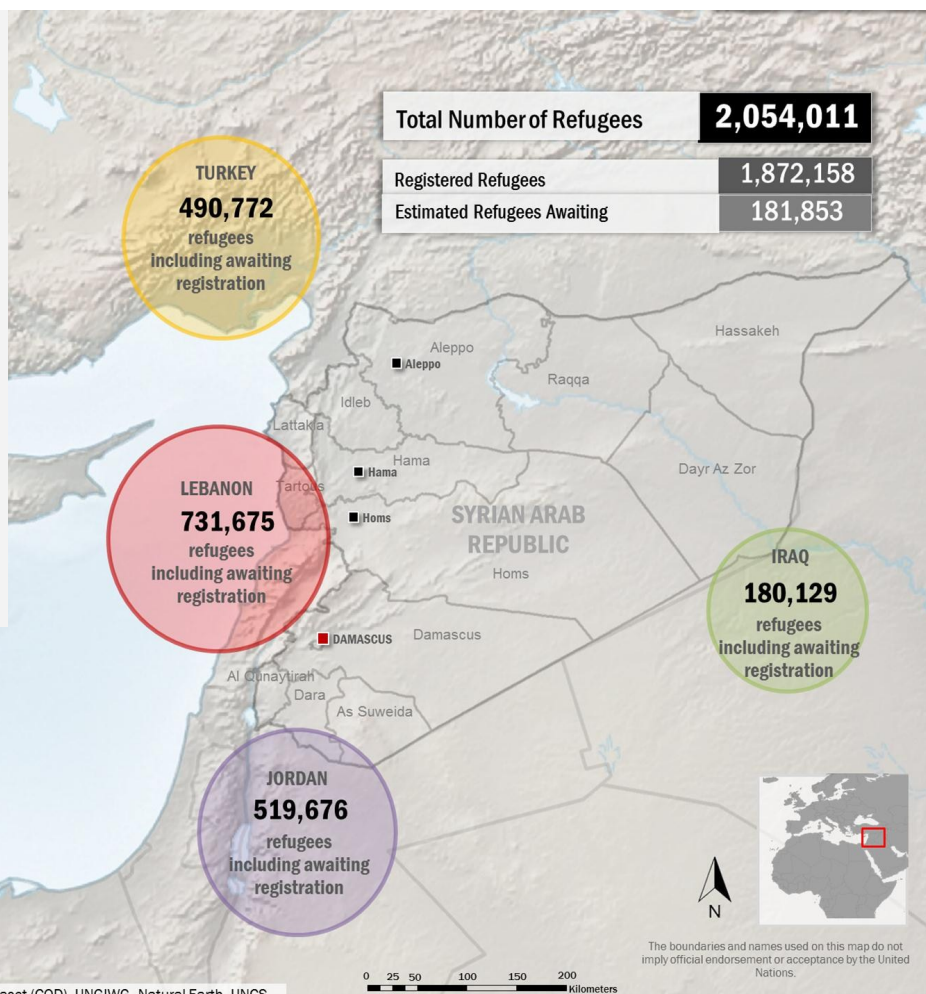 Total Number of Refugees 2,054,011
Registered Refugees 1,872,158
Estimated Refugees Awaiting 181,853
TURKEY
490,772
refugees
including awaiting
registration
Hassakeh
Aleppo
Aleppo
Raqqa
Idleb
Lattakia
Hama
Hama
Dayr Az Zor
Tartous
LEBANON
731,675
refugees
including awaiting
registration
Homs
SYRIAN ARAB
REPUBLIC
Homs
IRAQ
180,129
refugees
including awaiting
registration
DAMASCUS
Damascus
Al Qunaytirah
Dara
As Suweida
JORDAN
519,676
refugees
including awaiting
registration
N
The boundaries and names used on this map do not
imply official endorsement or acceptance by the United
Nations.
0 25 50 100 150 200
Kilometers
(COD), UNGIWG, Natural Earth, UNCS